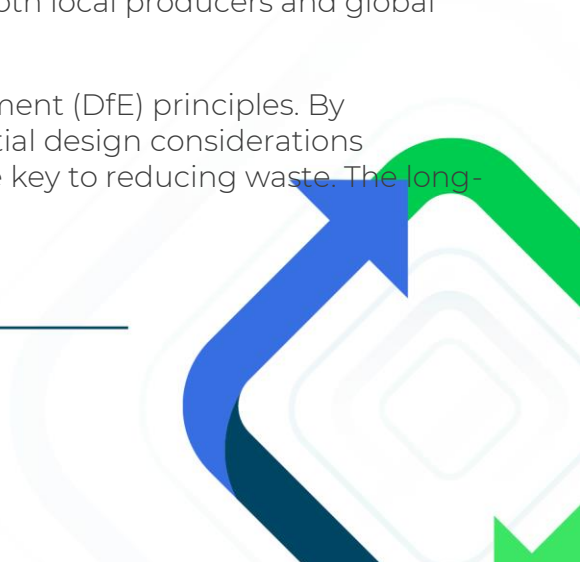 oth local producers and global
ment (DfE) principles. By
tial design considerations
e key to reducing waste. The long-